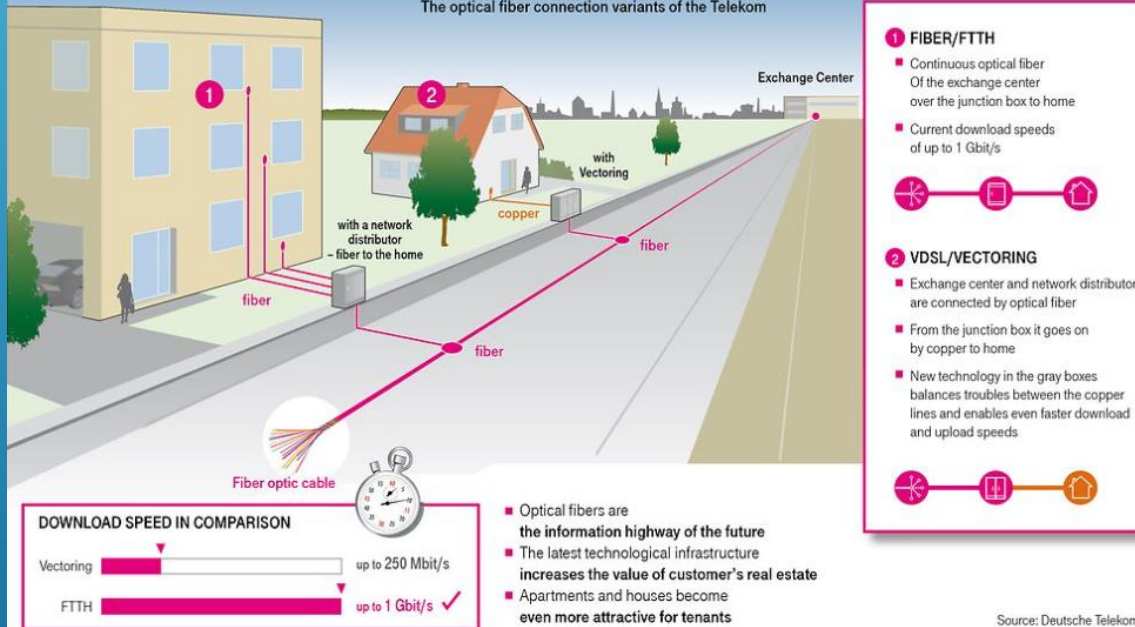 The optical fiber connection variants of the Telekom
1
2
Exchange Center
with
Vectoring
copper
with a network
distributor
– fiber to the home
fiber
fiber
fiber
Fiber optic cable
1 FIBER/FTTH
Continuous optical fiber
Of the exchange center
over the junction box to home
Current download speeds
of up to 1 Gbit/s
2 VDSL/VECTORING
Exchange center and network distributor
are connected by optical fiber
From the junction box it goes on
by copper to home
New technology in the gray boxes
balances troubles between the copper
lines and enables even faster download
and upload speeds
DOWNLOAD SPEED IN COMPARISON
Vectoring up to 250 Mbit/s
FTTH up to 1 Gbit/s
Optical fibers are
the information highway of the future
The latest technological infrastructure
increases the value of customer's real estate
Apartments and houses become
even more attractive for tenants
Source: Deutsche Telekom